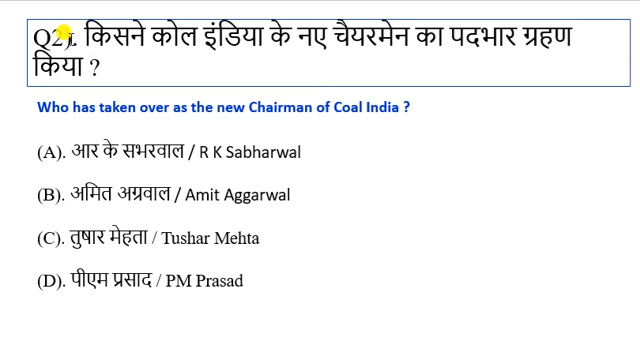 Q2). किसने कोल इंडिया के नए चैयरमेन का पदभार ग्रहण
किया ?
Who has taken over as the new Chairman of Coal India ?
(A). आर के सभरवाल / R K Sabharwal
(B). अमित अग्रवाल / Amit Aggarwal
(C). तुषार मेहता / Tushar Mehta
(D). पीएम प्रसाद / PM Prasad